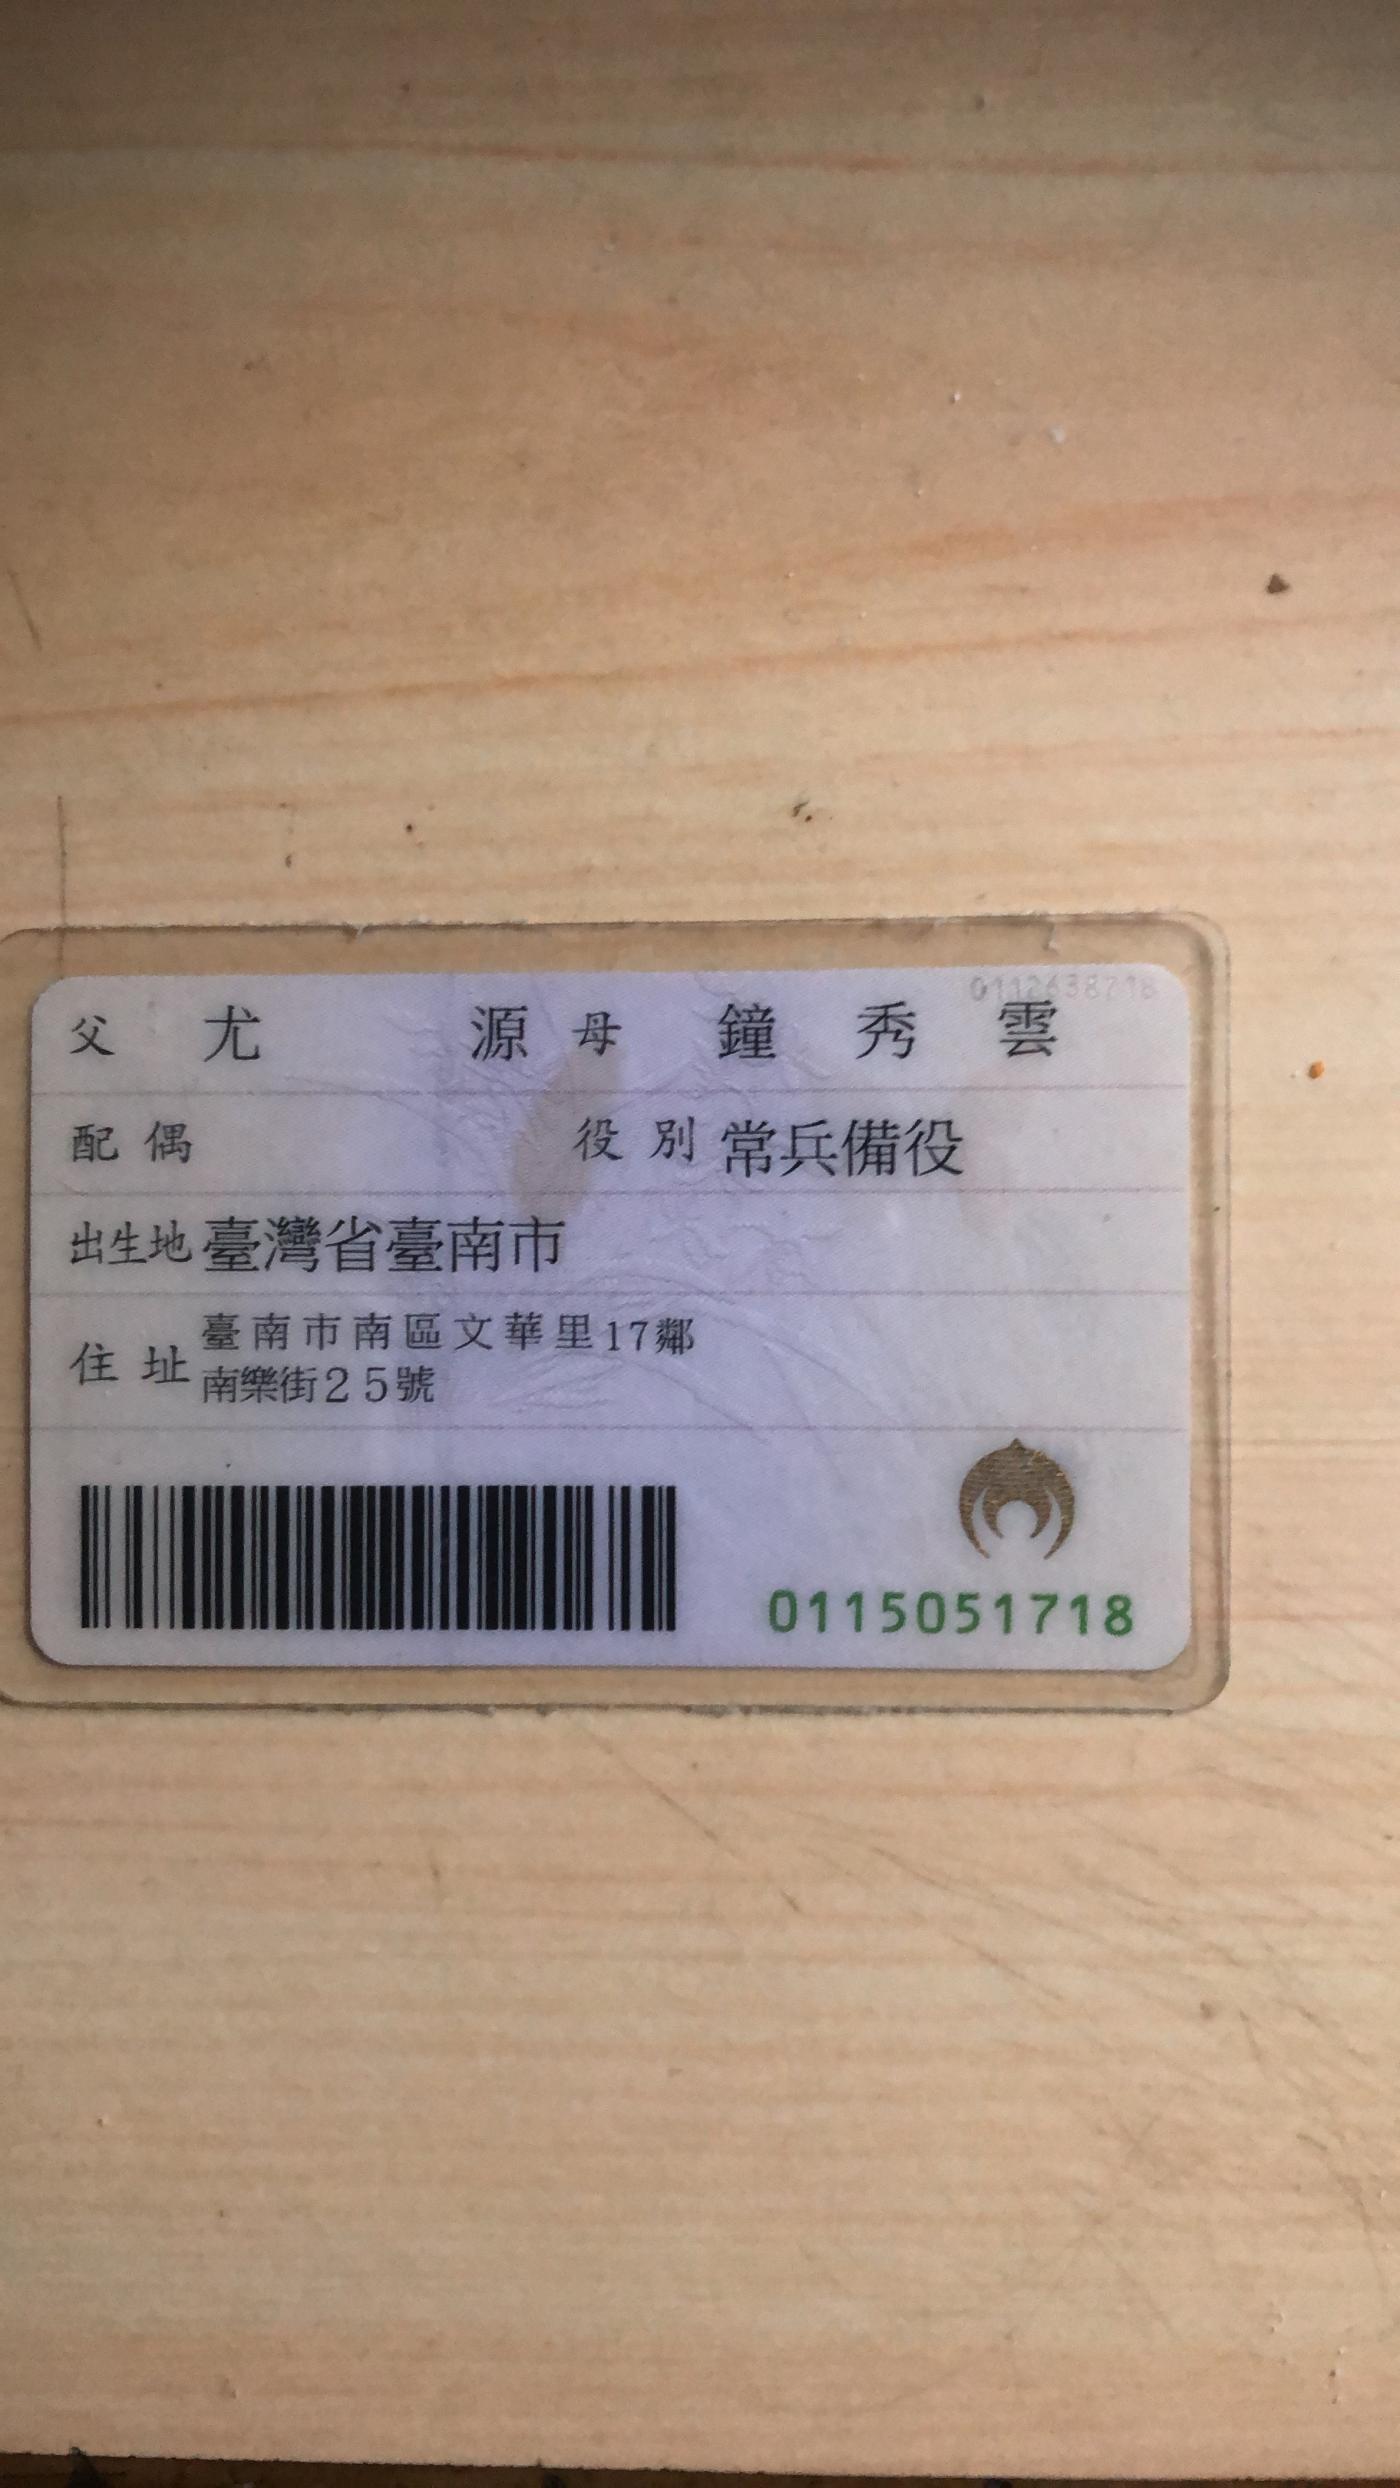 0112638718
父 尤 源 母 鐘 秀 雲
配偶 役別 常兵備役
出生地 臺灣省臺南市
住址 臺南市南區文華里17鄰
南樂街25號
0115051718